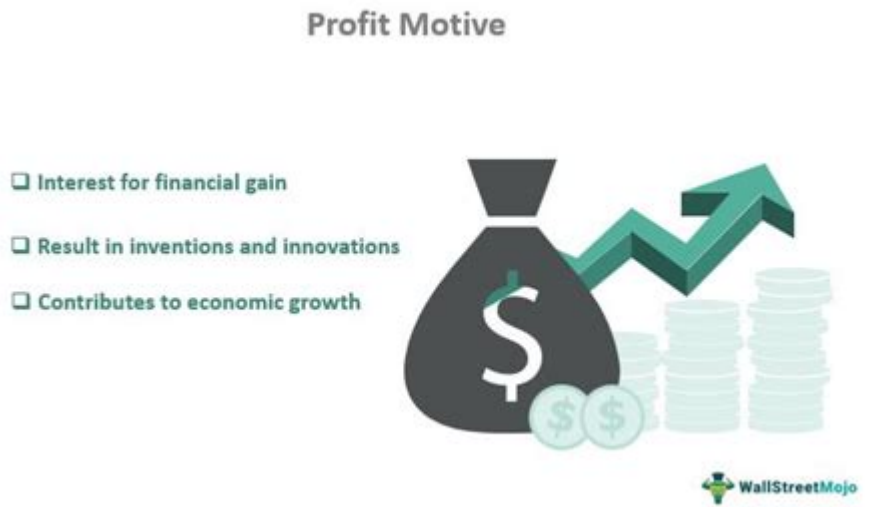 Profit Motive
❑ Interest for financial gain
❑ Result in inventions and innovations
❑ Contributes to economic growth
$
$ $
WallStreetMojo